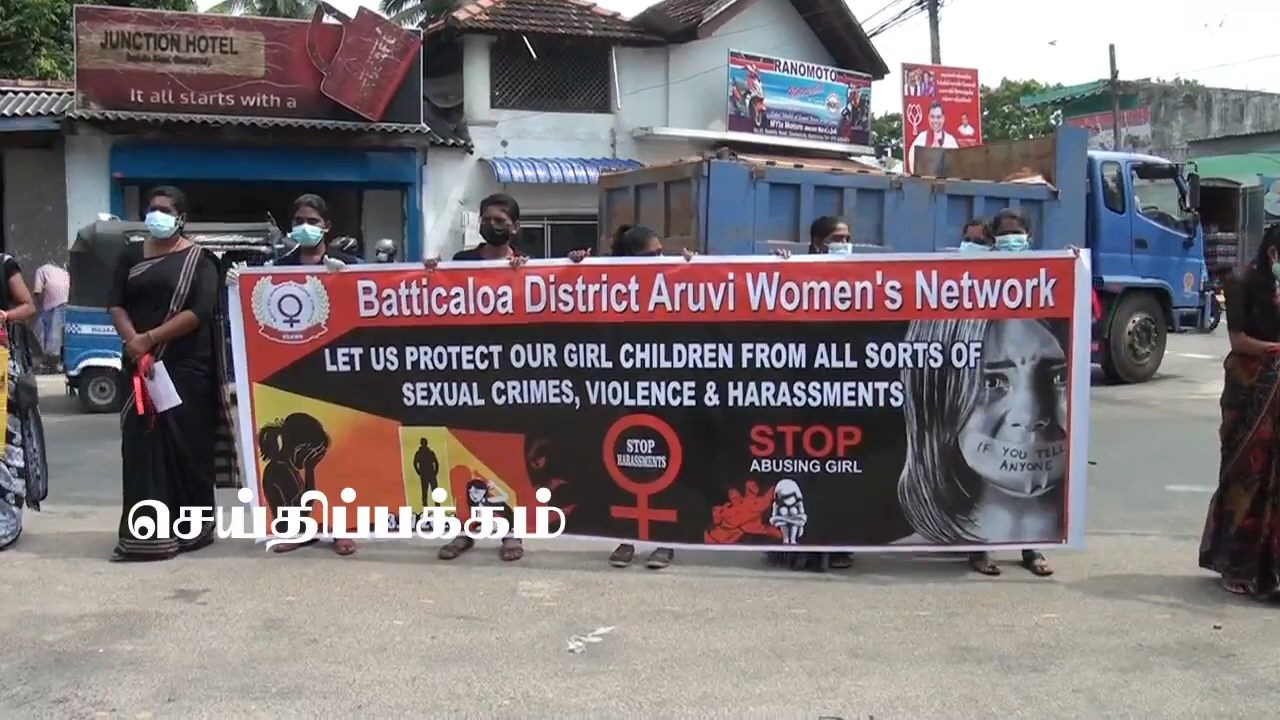 JUNCTION HOTEL
It all starts with a
RANOMOTO
Batticaloa District Aruvi Women's Network
LET US PROTECT OUR GIRL CHILDREN FROM ALL SORTS OF
SEXUAL CRIMES, VIOLENCE & HARASSMENTS
STOP
HARASSMENTS
STOP
ABUSING GIRL
IF YOU TELL
ANYONE
செய்திப்பக்கம்